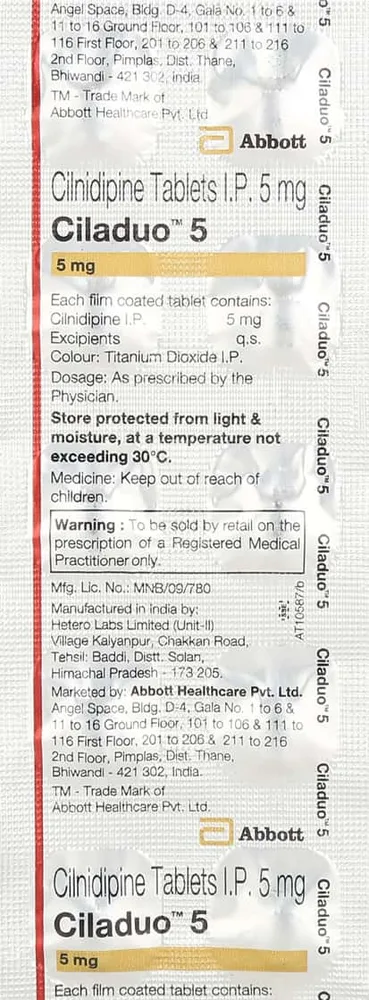 Angel Space, Bldg. D-4, Gala No. 1 to 6 &
11 to 16 Ground Floor, 101 to 106 & 111 to
116 First Floor, 201 to 206 & 211 to 216
2nd Floor, Pimplas, Dist. Thane,
Bhiwandi - 421 302, India.
TM - Trade Mark of
Abbott Healthcare Pvt. Ltd
Abbott
Cilnidipine Tablets I.P. 5 mg
Ciladuo™ 5
5 mg
Each film coated tablet contains:
Cilnidipine I.P. 5 mg
Excipients q.s.
Colour: Titanium Dioxide I.P.
Dosage: As prescribed by the
Physician.
Store protected from light &
moisture, at a temperature not
exceeding 30°C.
Medicine: Keep out of reach of
children.
Warning : To be sold by retail on the
prescription of a Registered Medical
Practitioner only.
Mfg. Lic. No.: MNB/09/780
Manufactured in india by:
Hetero Labs Limited (Unit-II)
Village Kalyanpur, Chakkan Road,
Tehsil: Baddi, Distt. Solan,
Himachal Pradesh - 173 205.
Marketed by: Abbott Healthcare Pvt. Ltd.
Angel Space, Bldg. D-4, Gala No. 1 to 6 &
11 to 16 Ground Floor, 101 to 106 & 111 to
116 First Floor, 201 to 206 & 211 to 216
2nd Floor, Pimplas, Dist. Thane,
Bhiwandi - 421 302, India.
TM - Trade Mark of
Abbott Healthcare Pvt. Ltd.
Abbott
AT10587/b
Cilnidipine Tablets I.P. 5 mg
Ciladuo™ 5
5 mg
Each film coated tablet contains:
Ciladuo™ 5
Ciladuo™ 5
Ciladuo™ 5
Ciladuo™ 5
Ciladuo™ 5
Ciladuo™ 5
Ciladuo™ 5
Ciladuo™ 5